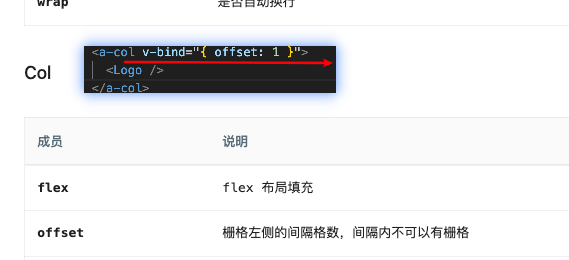 wrap 是否自动换行
<a-col v-bind="{ offset: 1 }">
<Logo />
</a-col>
Col
成员 说明
flex flex 布局填充
offset 栅格左侧的间隔格数，间隔内不可以有栅格